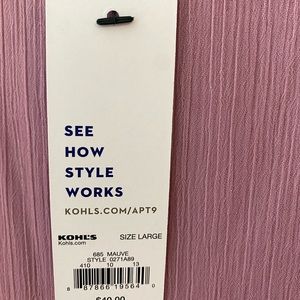 SEE
HOW
STYLE
WORKS
KOHLS.COM/APT9
KOHL'S SIZE LARGE
Kohls.com
685 MAUVE
STYLE 0271A89
410 10 13
8 87866 19564 0